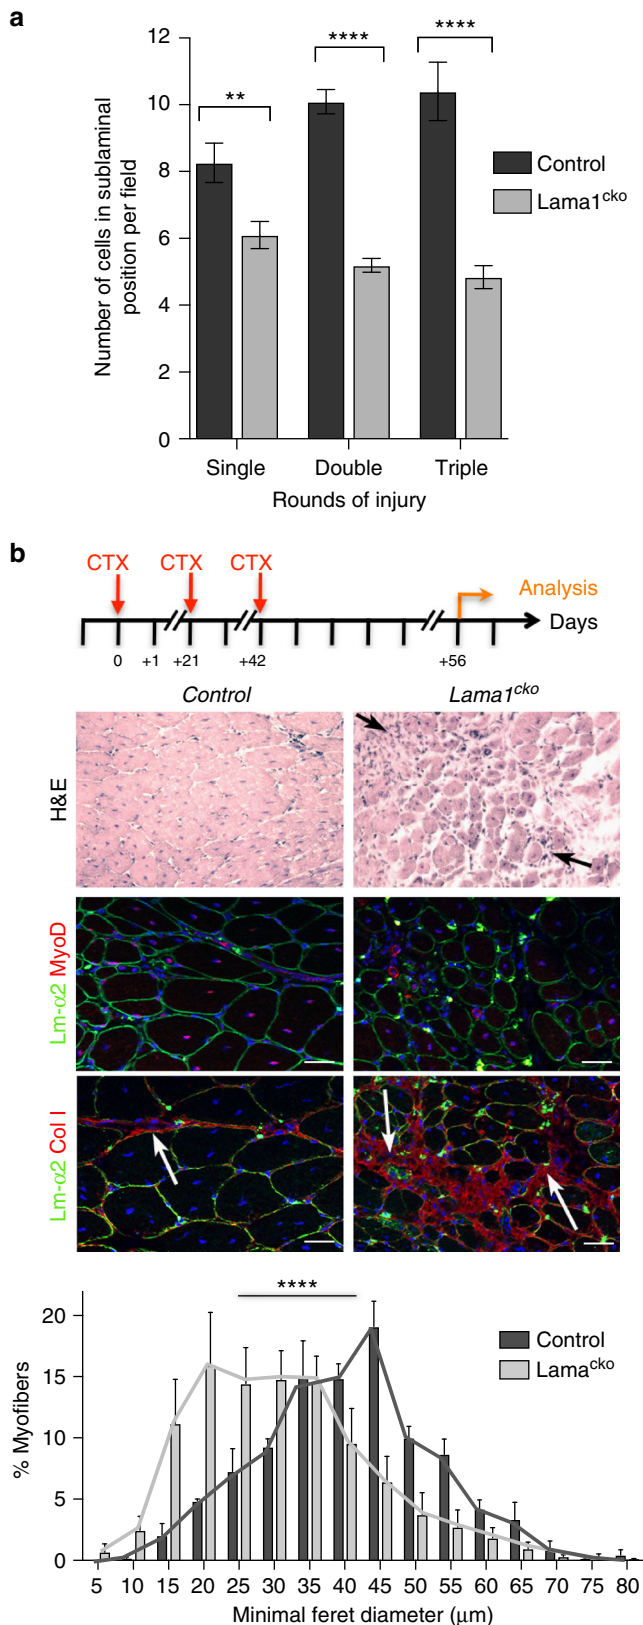 a
12
10
8
6
4
2
0
Number of cells in sublaminal
position per field
**
****
****
Control
Lama1cko
Single
Double
Triple
Rounds of injury
b
CTX
CTX
CTX
Analysis
Days
0
+1
+21
+42
+56
Control
Lama1cko
H&E
Lm-α2 MyoD
Lm-α2 Col I
****
20
15
10
5
0
% Myofibers
Control
Lamacko
5
10
15
20
25
30
35
40
45
50
55
60
65
70
75
80
Minimal feret diameter (μm)